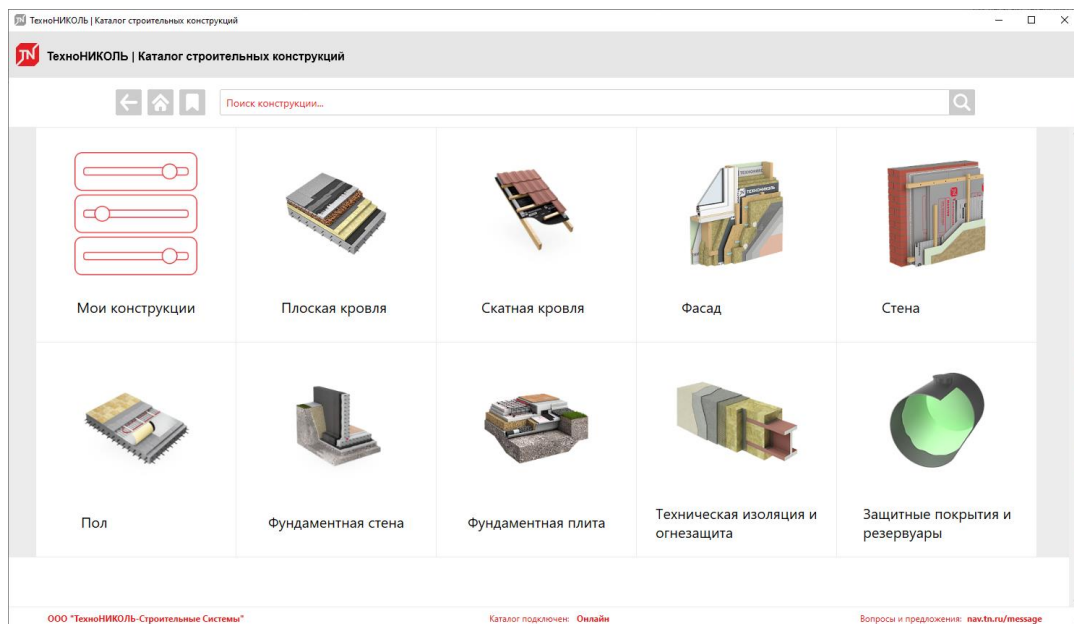 ТехноНИКОЛЬ | Каталог строительных конструкций
ТехноНИКОЛЬ | Каталог строительных конструкций
Поиск конструкции...
Мои конструкции
Плоская кровля
Скатная кровля
Фасад
Стена
Пол
Фундаментная стена
Фундаментная плита
Техническая изоляция и
огнезащита
Защитные покрытия и
резервуары
ООО "ТехноНИКОЛЬ-Строительные Системы"
Каталог подключен: Онлайн
Вопросы и предложения: nav.tn.ru/message